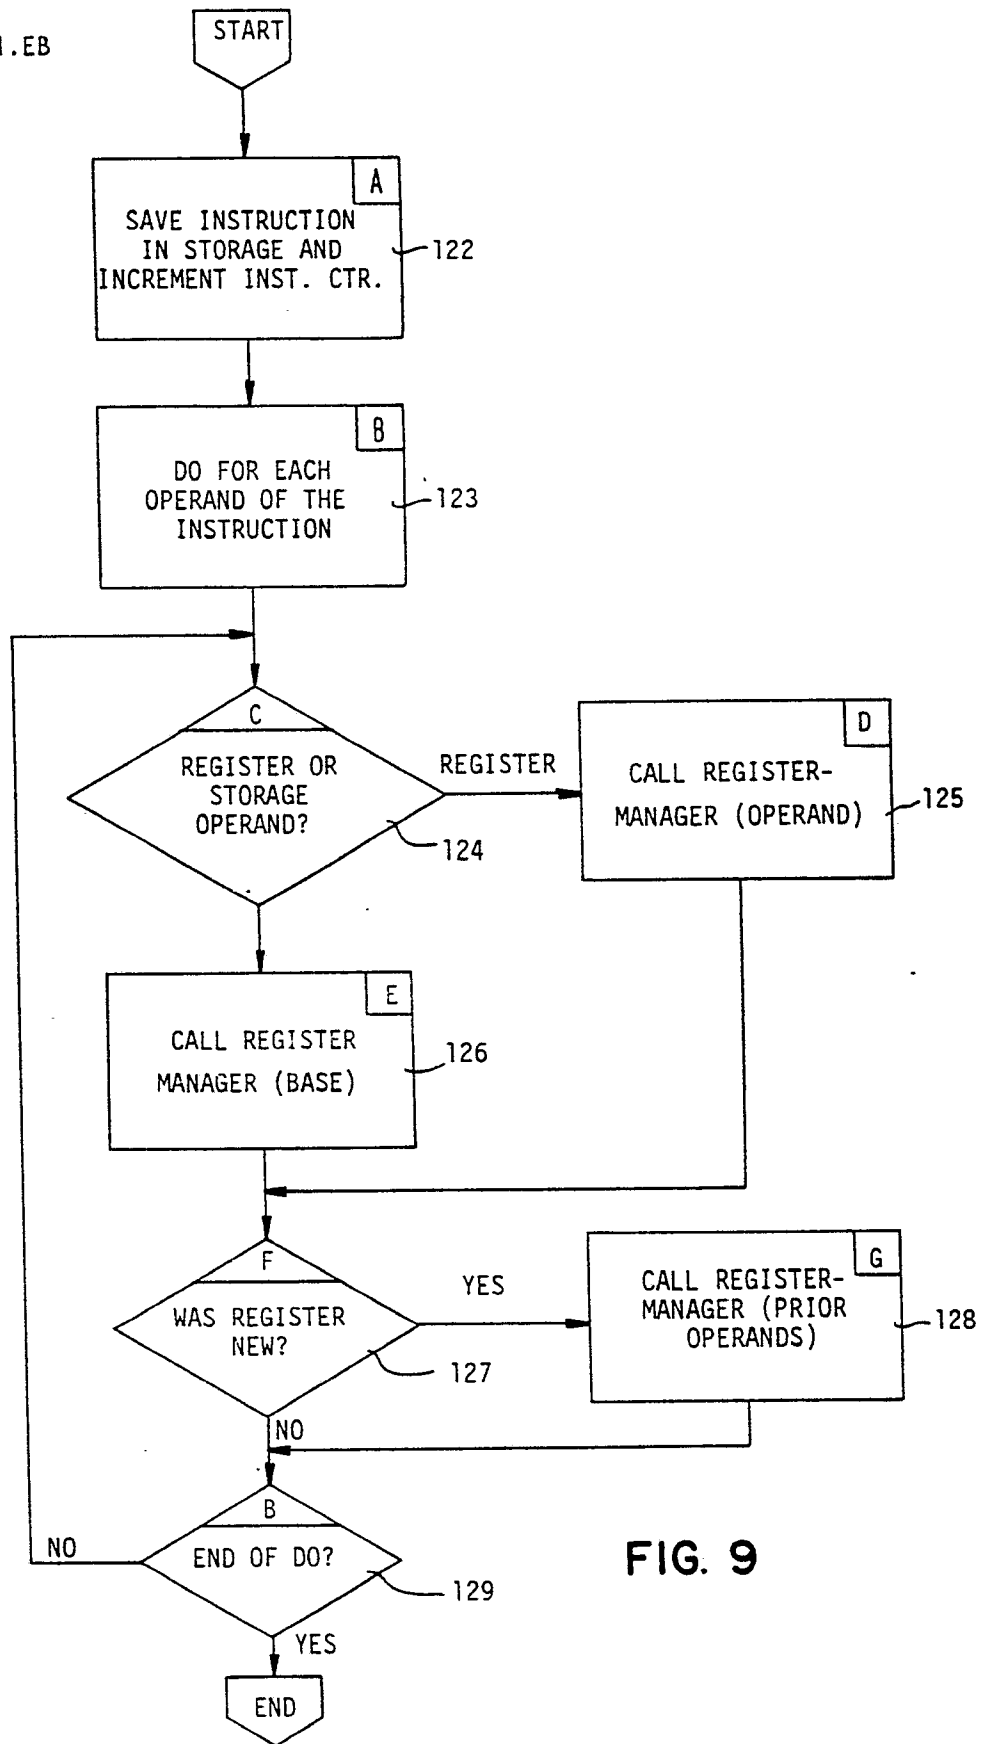 START
A
SAVE INSTRUCTION
IN STORAGE AND
INCREMENT INST. CTR.
122
B
DO FOR EACH
OPERAND OF THE
INSTRUCTION
123
C
REGISTER OR
STORAGE
OPERAND?
124
REGISTER
D
CALL REGISTER-
MANAGER (OPERAND)
125
E
CALL REGISTER
MANAGER (BASE)
126
F
WAS REGISTER
NEW?
127
YES
G
CALL REGISTER-
MANAGER (PRIOR
OPERANDS)
128
NO
B
END OF DO?
129
NO
YES
END
FIG. 9